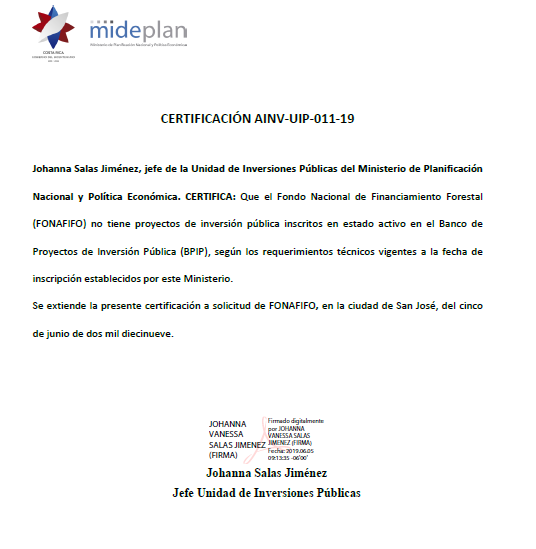 mideplan
Ministerio de Planificación Nacional y Política Económica
COSTA RICA
CERTIFICACIÓN AINV-UIP-011-19
Johanna Salas Jiménez, jefe de la Unidad de Inversiones Públicas del Ministerio de Planificación
Nacional y Política Económica. CERTIFICA: Que el Fondo Nacional de Financiamiento Forestal
(FONAFIFO) no tiene proyectos de inversión pública inscritos en estado activo en el Banco de
Proyectos de Inversión Pública (BPIP), según los requerimientos técnicos vigentes a la fecha de
inscripción establecidos por este Ministerio.
Se extiende la presente certificación a solicitud de FONAFIFO, en la ciudad de San José, del cinco
de junio de dos mil diecinueve.
JOHANNA
VANESSA
SALAS JIMENEZ
(FIRMA)
Firmado digitalmente
por JOHANNA
VANESSA SALAS
JIMENEZ (FIRMA)
Fecha: 2019.06.05
09:13:35 -06'00'
Johanna Salas Jiménez
Jefe Unidad de Inversiones Públicas